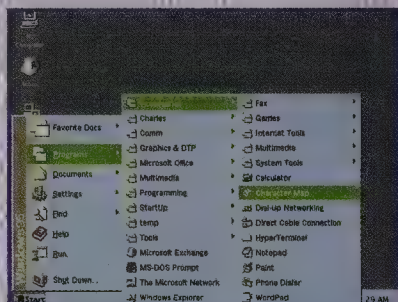 Favorite Docs
Programs
Documents
Settings
Find
Help
Run..
Shut Down..
Start
Charles
Comm
Graphics & DTP
Microsoft Office
Multimedia
Programming
StartUp
temp
Tools
Microsoft Exchange
MS-DOS Prompt
The Microsoft Network
Windows Explorer
Fax
Games
Internet Tools
Multimedia
System Tools
Calculator
Character Map
Dial-up Networking
Direct Cable Connection
HyperTerminal
Notepad
Paint
Phone Dialer
WordPad